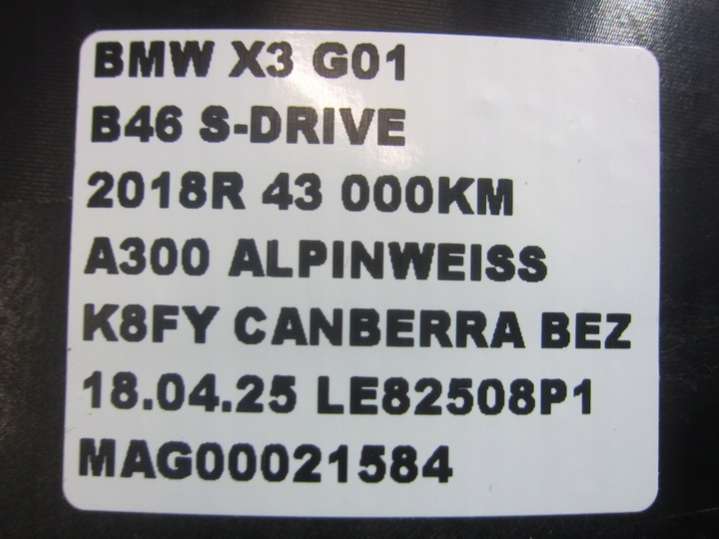 BMW X3 G01
B46 S-DRIVE
2018R 43 000KM
A300 ALPINWEISS
K8FY CANBERRA BEZ
18.04.25 LE82508P1
MAG00021584